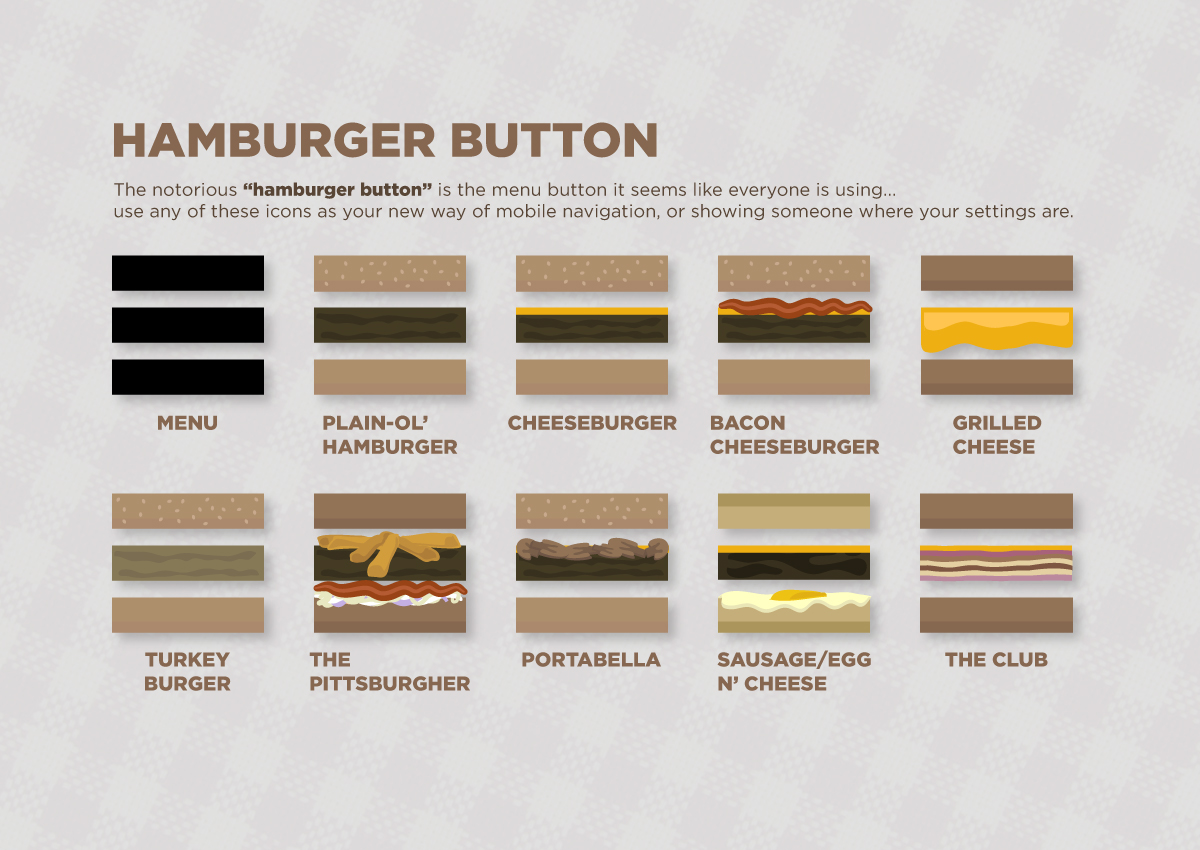 HAMBURGER BUTTON
The notorious “hamburger button” is the menu button it seems like everyone is using...
use any of these icons as your new way of mobile navigation, or showing someone where your settings are.
MENU
PLAIN-OL’
HAMBURGER
CHEESEBURGER
BACON
CHEESEBURGER
GRILLED
CHEESE
TURKEY
BURGER
THE
PITTSBURGHER
PORTABELLA
SAUSAGE/EGG
N’ CHEESE
THE CLUB